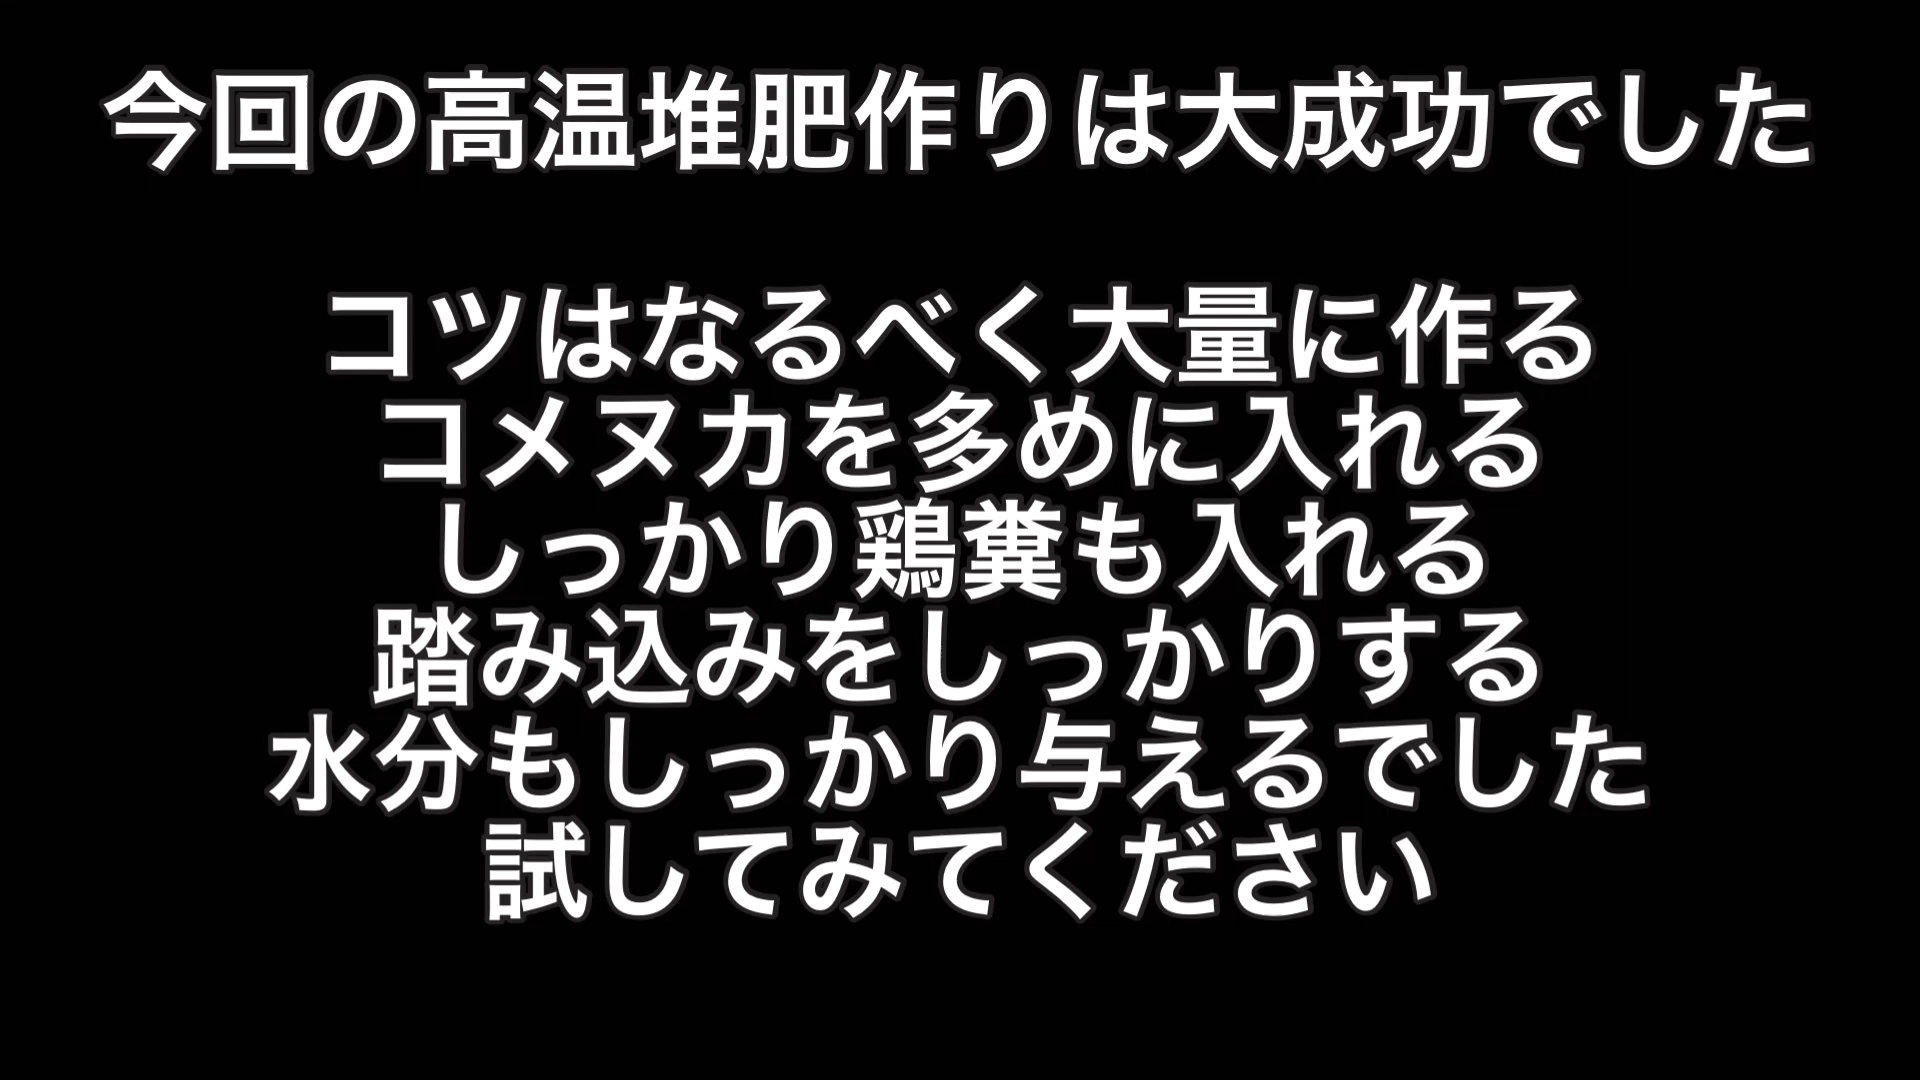 今回の高温堆肥作りは大成功でした
コツはなるべく大量に作る
コメヌカを多めに入れる
しっかり鶏糞も入れる
踏み込みをしっかりする
水分もしっかり与えるでした
試してみてください